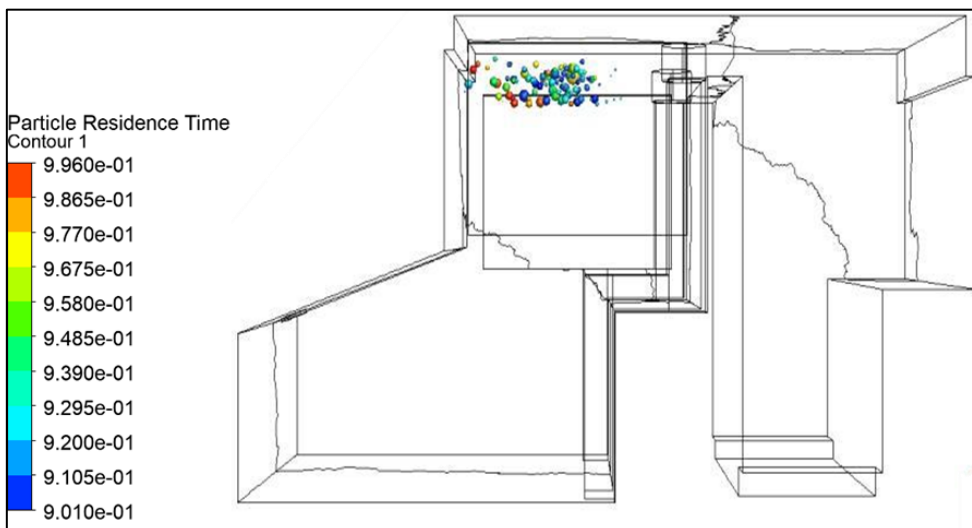 Particle Residence Time
Contour 1
9.960e-01
9.865e-01
9.770e-01
9.675e-01
9.580e-01
9.485e-01
9.390e-01
9.295e-01
9.200e-01
9.105e-01
9.010e-01